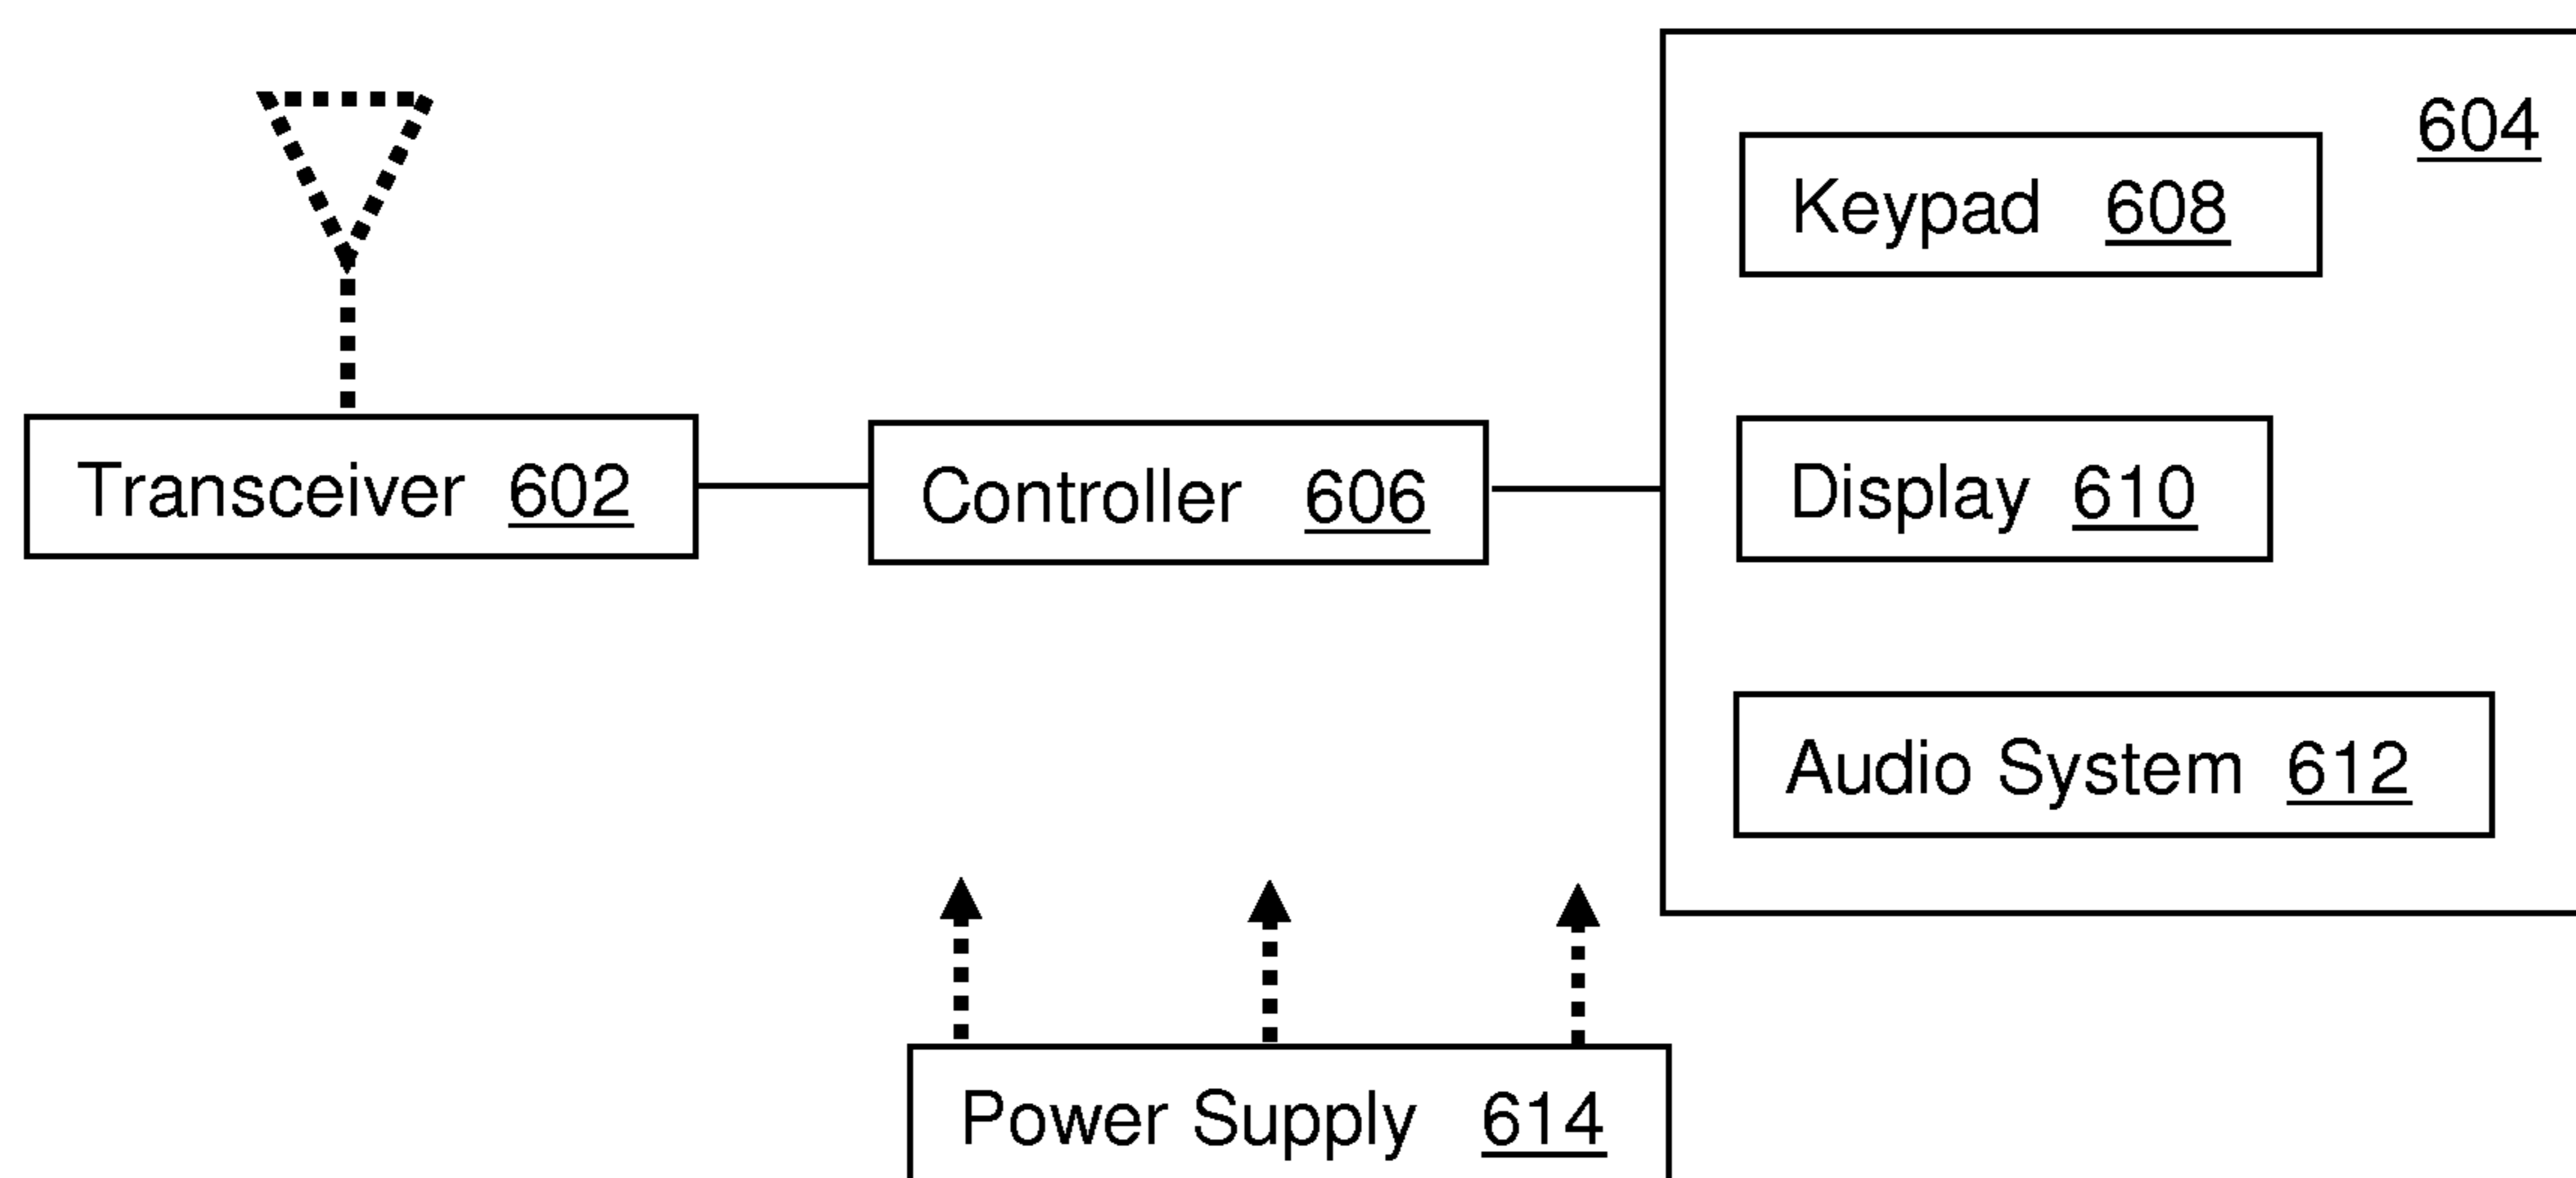 604
Keypad 608
Transceiver 602
Controller 606
Display 610
Audio System 612
Power Supply 614